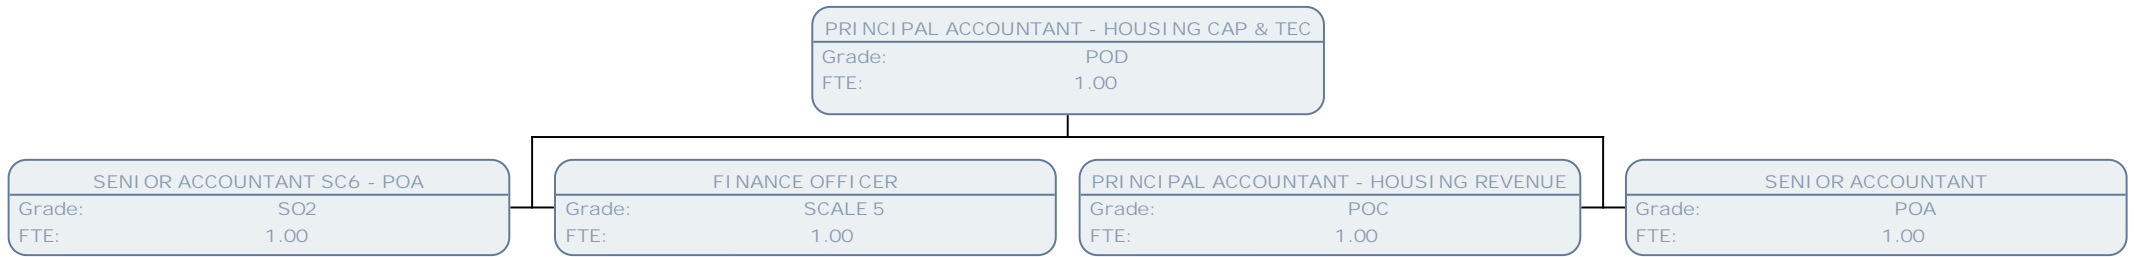 PRINCIPAL ACCOUNTANT - HOUSING CAP & TEC
Grade: POD
FTE: 1.00
SENIOR ACCOUNTANT SC6 - POA
Grade: SO2
FTE: 1.00
FINANCE OFFICER
Grade: SCALE 5
FTE: 1.00
PRINCIPAL ACCOUNTANT - HOUSING REVENUE
Grade: POC
FTE: 1.00
SENIOR ACCOUNTANT
Grade: POA
FTE: 1.00